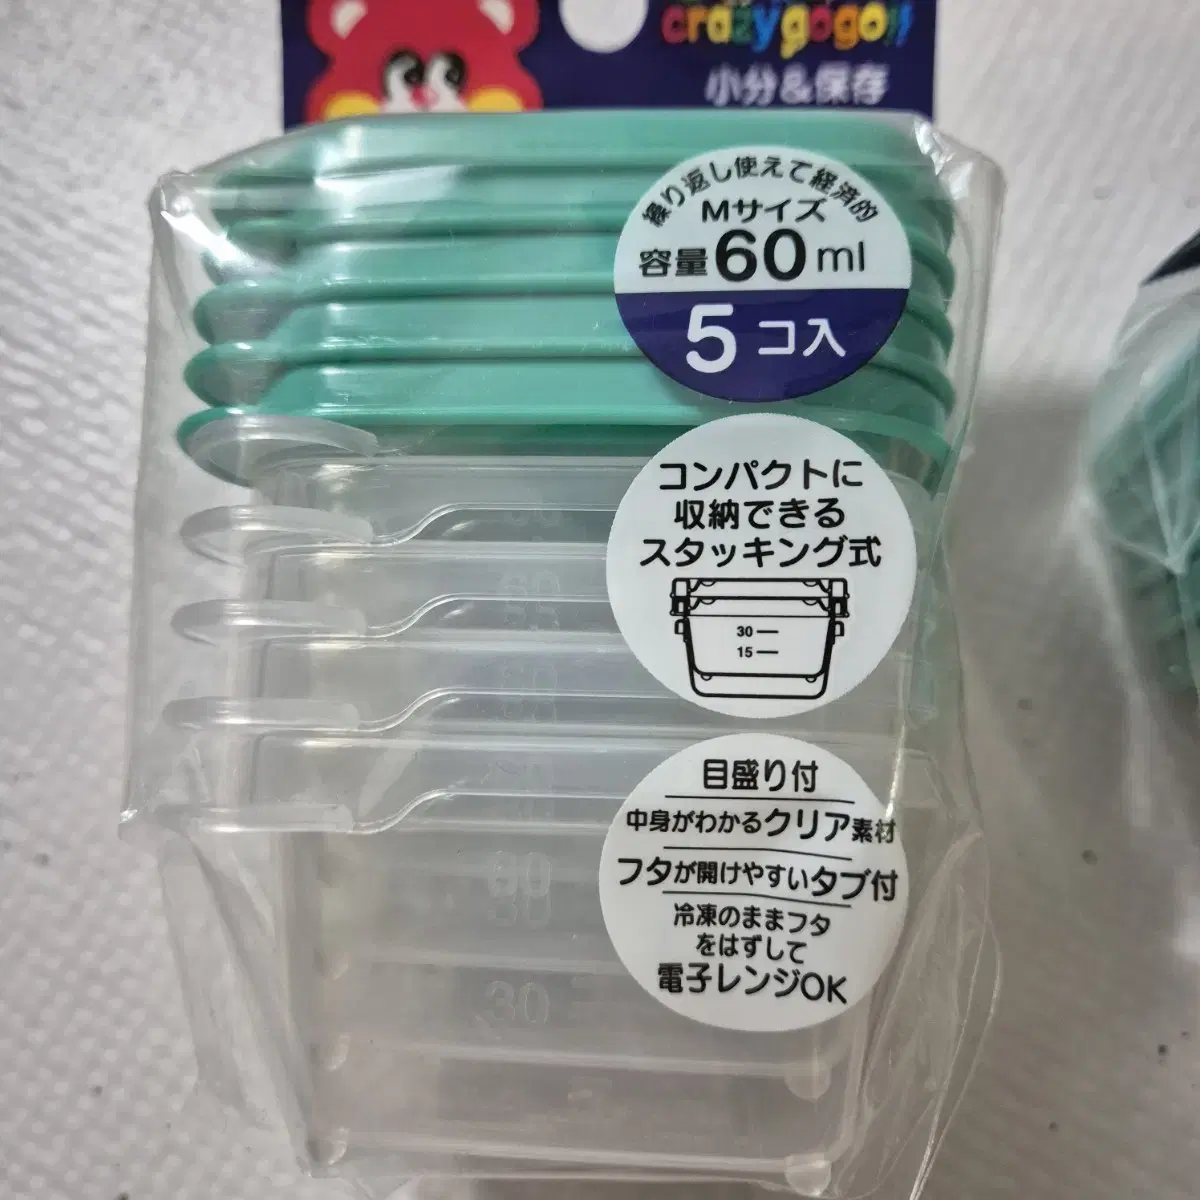 crazygogo!!
小分&保存
繰り返し使えて経済的
Mサイズ
容量60ml
5コ入
コンパクトに
収納できる
スタッキング式
30
15
目盛り付
中身がわかるクリア素材
フタが開けやすいタブ付
冷凍のままフタ
をはずして
電子レンジOK
60
30